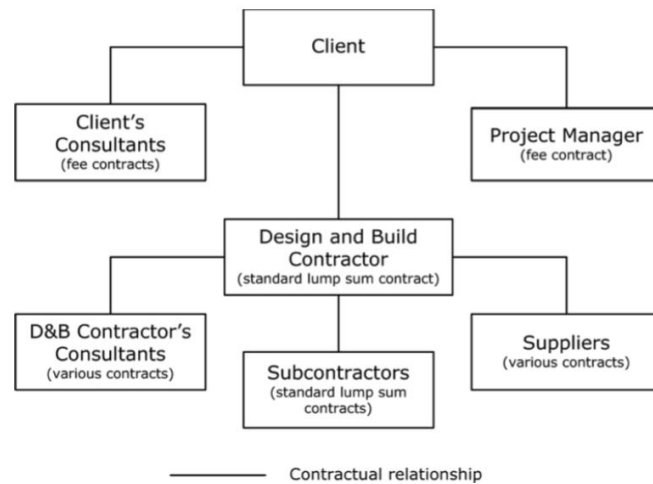 Client
Client's
Consultants
(fee contracts)
Project Manager
(fee contract)
Design and Build
Contractor
(standard lump sum contract)
D&B Contractor's
Consultants
(various contracts)
Subcontractors
(standard lump sum
contracts)
Suppliers
(various contracts)
Contractual relationship